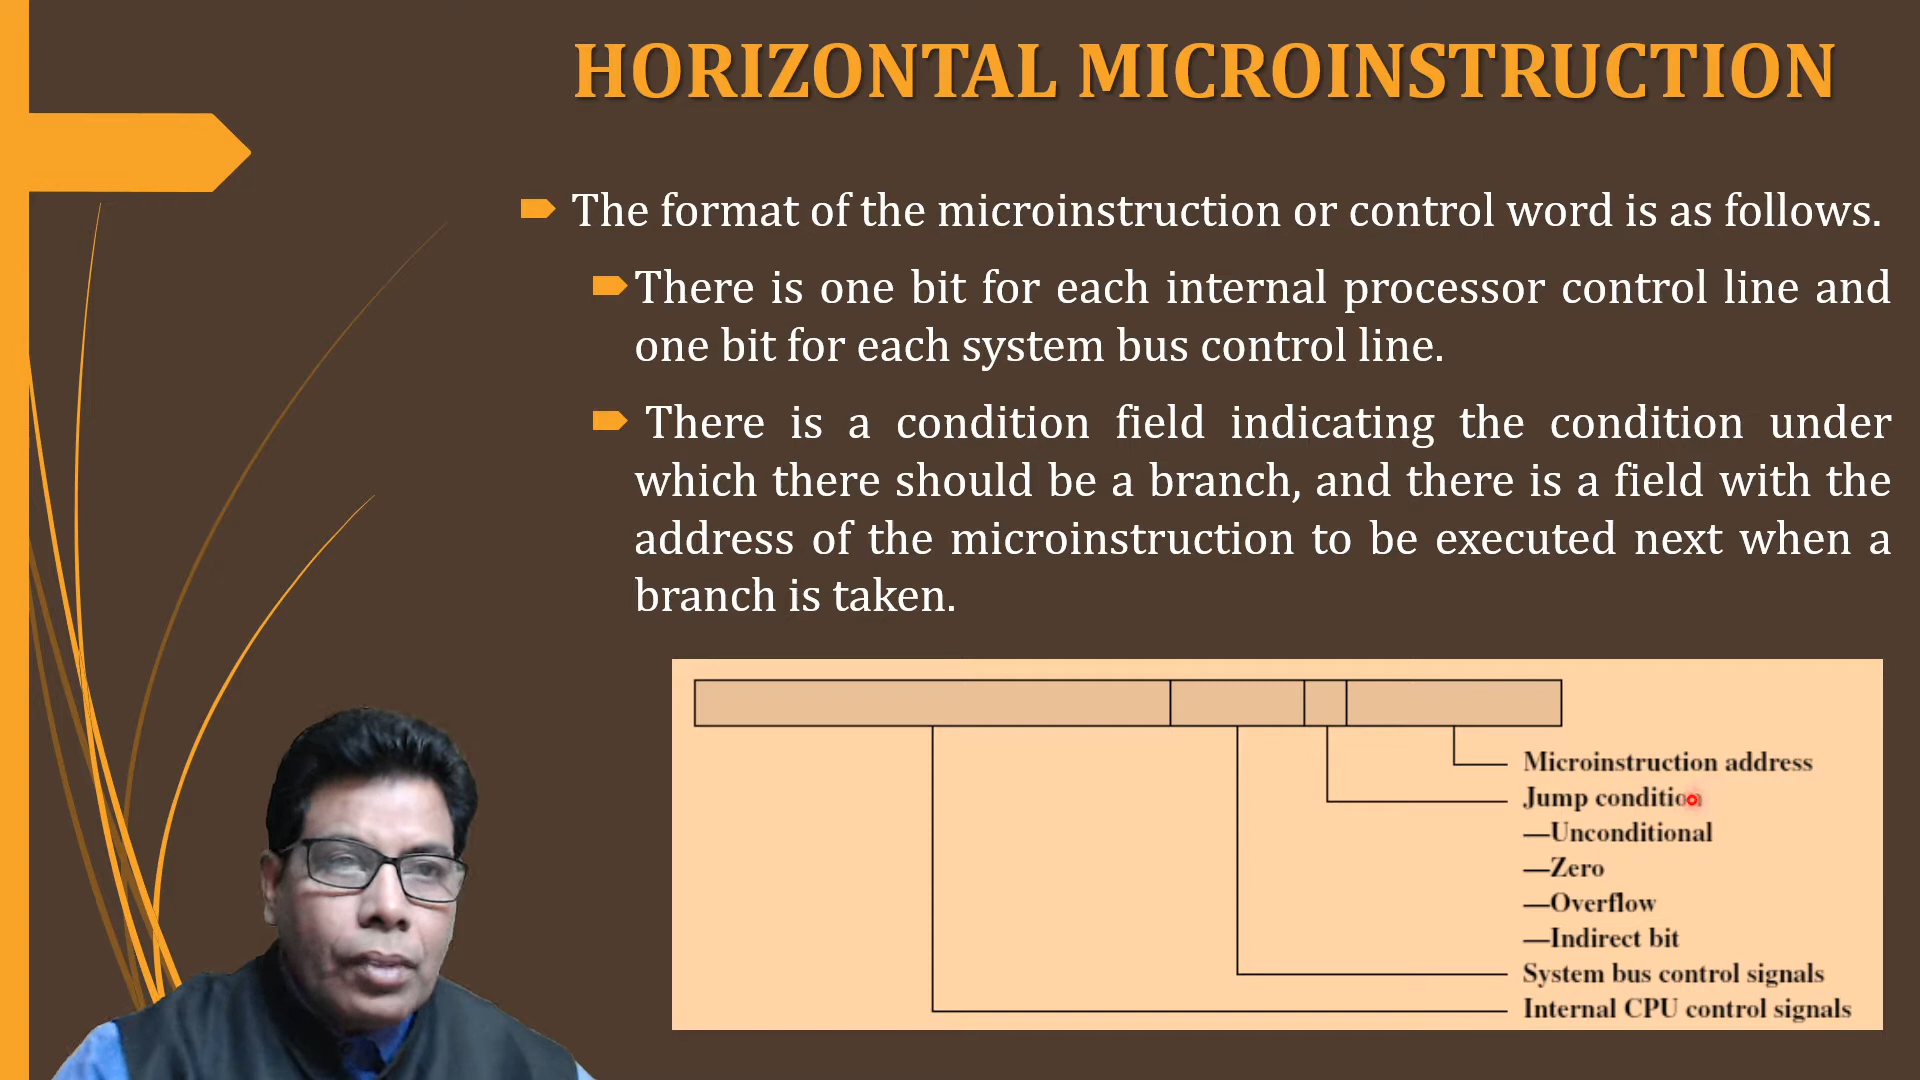 HORIZONTAL MICROINSTRUCTION
The format of the microinstruction or control word is as follows.
There is one bit for each internal processor control line and
one bit for each system bus control line.
There is a condition field indicating the condition under
which there should be a branch, and there is a field with the
address of the microinstruction to be executed next when a
branch is taken.
Microinstruction address
Jump condition
—Unconditional
—Zero
—Overflow
—Indirect bit
System bus control signals
Internal CPU control signals